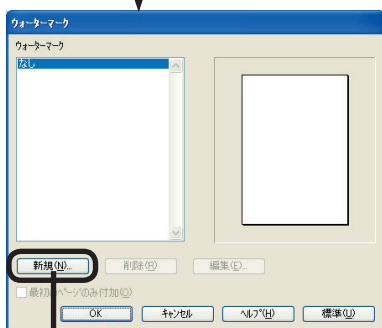 ウォーターマーク
ウォーターマーク
なし
新規(N)... 削除(R) 編集(E)...
最初のページのみ付加(O)
OK キャンセル ヘルプ(H) 標準(U)